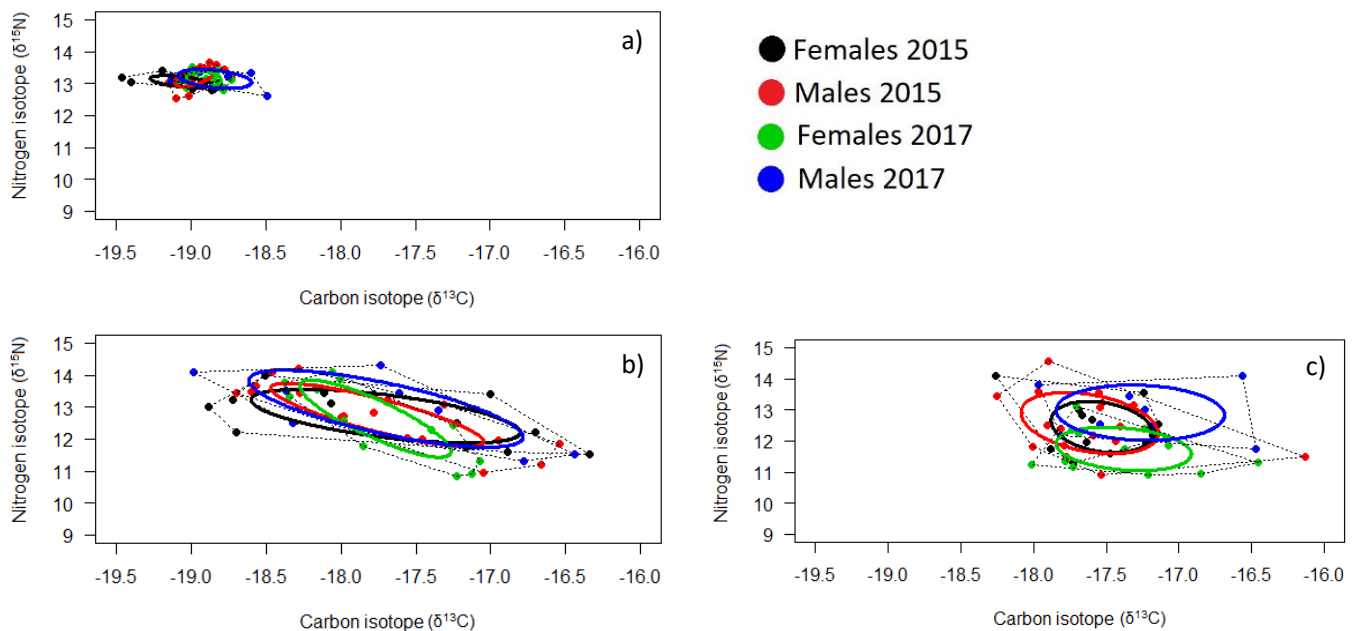 15
14
13
12
11
10
9
Nitrogen isotope (δ¹⁵N)
a)
-19.5 -19.0 -18.5 -18.0 -17.5 -17.0 -16.5 -16.0
Carbon isotope (δ¹³C)
Females 2015
Males 2015
Females 2017
Males 2017
15
14
13
12
11
10
9
Nitrogen isotope (δ¹⁵N)
b)
-19.5 -19.0 -18.5 -18.0 -17.5 -17.0 -16.5 -16.0
Carbon isotope (δ¹³C)
15
14
13
12
11
10
9
Nitrogen isotope (δ¹⁵N)
c)
-19.5 -19.0 -18.5 -18.0 -17.5 -17.0 -16.5 -16.0
Carbon isotope (δ¹³C)